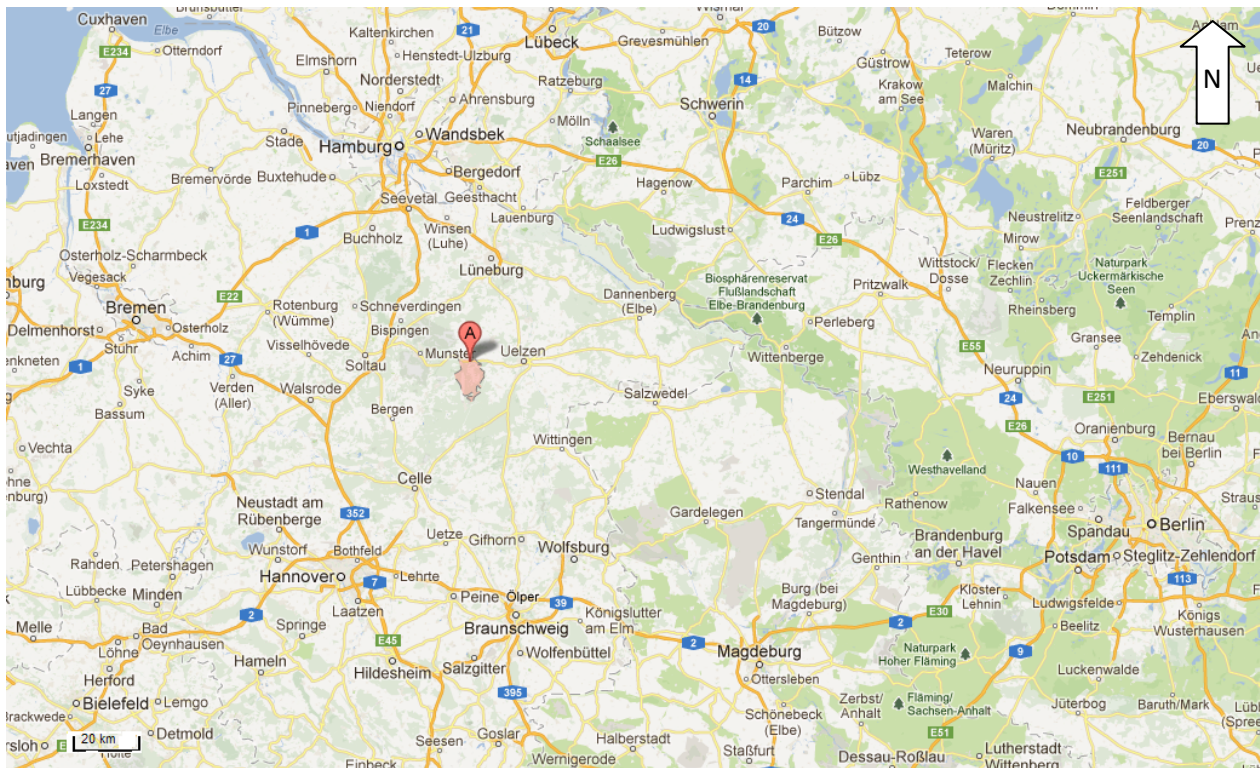 Cuxhaven
Elbe
Otterndorf
E234
27
Langen
Lehe
Bremerhaven
Loxstedt
E234
Kaltenkirchen
21
Henstedt-Ulzburg
Elmshorn
Norderstedt
Pinneberg
Niendorf
Ahrensburg
Stade
Wandsbek
Hamburg
Bremervörde
Buxtehude
Bergedorf
Geesthacht
Seevetal
Lauenburg
Lübeck
Grevesmühlen
20
Bützow
Güstrow
Teterow
Malchin
N
Ratzeburg
14
Schwerin
Krakow
am See
Mölln
Schaalsee
Waren
(Müritz)
Neubrandenburg
20
E26
Hagenow
Parchim
Lübz
E251
24
Ludwigslust
E26
Neustrelitz
Feldberger
Seenlandschaft
Mirow
1
Buchholz
Winsen
(Luhe)
Osterholz-Scharmbeck
Vegesack
Lüneburg
Wittstock/
Dosse
Flecken
Zechlin
Naturpark
Uckermärkische
Seen
Biosphärenreservat
Flußlandschaft
Elbe-Brandenburg
Pritzwalk
Rheinsberg
Templin
E22
Bremen
Rotenburg
(Wümme)
Schneverdingen
Dannenberg
(Elbe)
Perleberg
Delmenhorst
Osterholz
Bispingen
A
Stuhr
Achim
Visselhövede
Munster
Uelzen
Wittenberge
E55
Gransee
Zehdenick
1
27
Soltau
Neuruppin
11
Syke
Verden
(Aller)
Walsrode
Salzwedel
24
E251
Bassum
Bergen
E26
Oranienburg
Bernau
bei Berlin
Vechta
Wittingen
10
111
Westhavelland
Celle
Nauen
Neustadt am
Rübenberge
Stendal
Rathenow
Falkensee
352
Gardelegen
Tangermünde
Spandau
Berlin
Uetze
Gifhorn
Brandenburg
an der Havel
Wunstorf
Bothfeld
Wolfsburg
Genthin
Potsdam
Steglitz-Zehlendorf
Rahden
Petershagen
Hannover
7
Lehrte
113
Lübbecke
Minden
Peine
Ölper
39
Burg (bei
Magdeburg)
Kloster
Lehnin
2
Laatzen
Königslutter
am Elm
E30
Ludwigsfelde
Melle
Bad
Oeynhausen
Springe
E45
Braunschweig
2
2
Beelitz
Königs
Wusterhausen
Löhne
Hameln
Hildesheim
Salzgitter
Wolfenbüttel
Magdeburg
Naturpark
Hoher Fläming
9
Herford
Ottersleben
Luckenwalde
Bielefeld
Lemgo
395
Zerbst/
Anhalt
Fläming/
Sachsen-Anhalt
Jüterbog
Baruth/Mark
Brackwede
Detmold
Schönebeck
(Elbe)
E51
20 km
Seesen
Goslar
Halberstadt
Staßfurt
Lutherstadt
Wittenberg
Einbeck
Wernigerode
Dessau-Roßlau